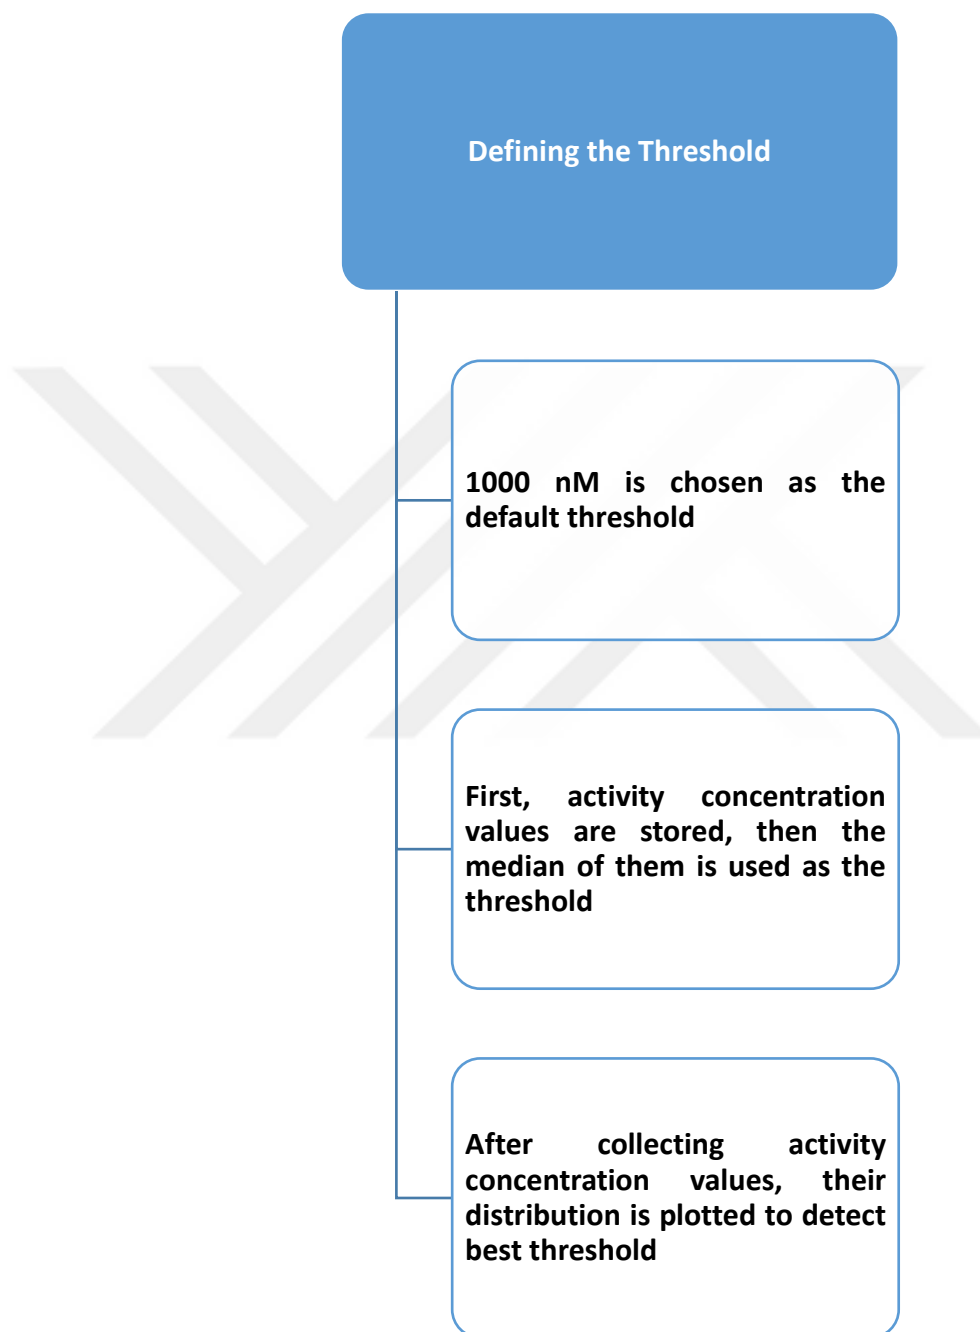 Defining the Threshold
1000 nM is chosen as the
default threshold
First, activity concentration
values are stored, then the
median of them is used as the
threshold
After collecting activity
concentration values, their
distribution is plotted to detect
best threshold